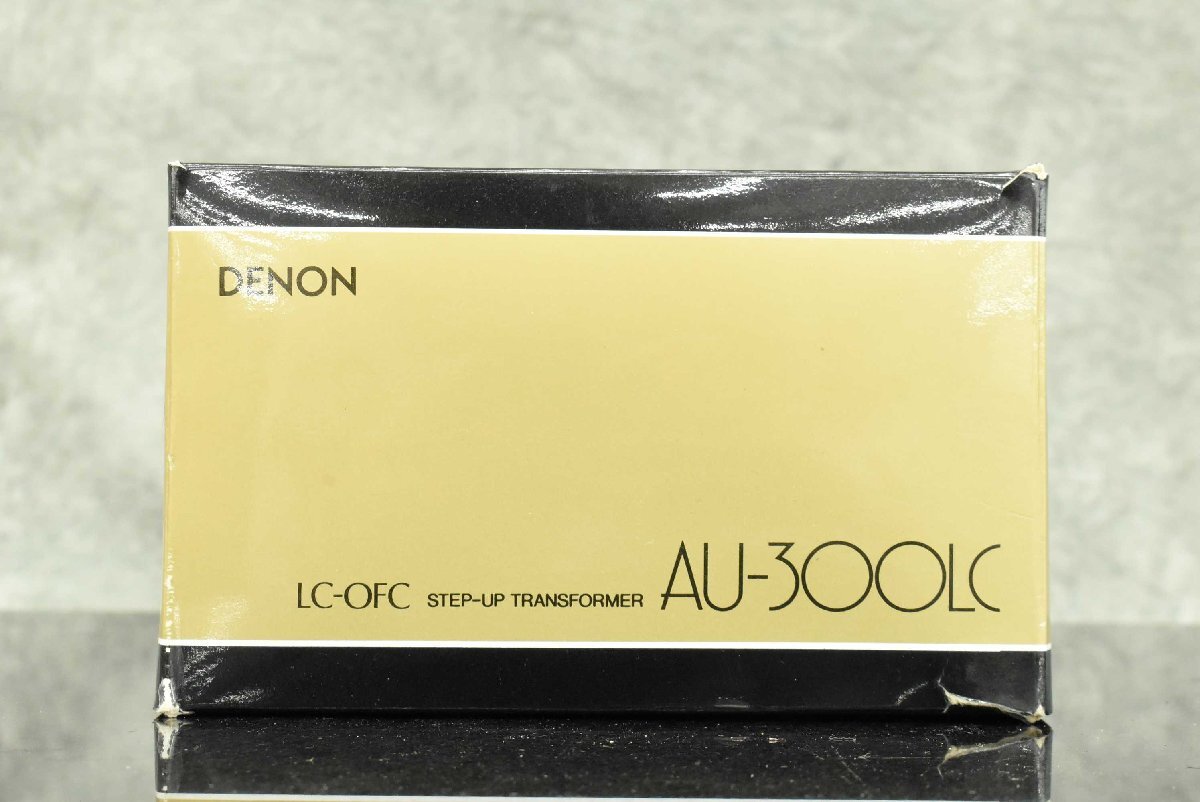 DENON
LC-OFC STEP-UP TRANSFORMER AU-300LC